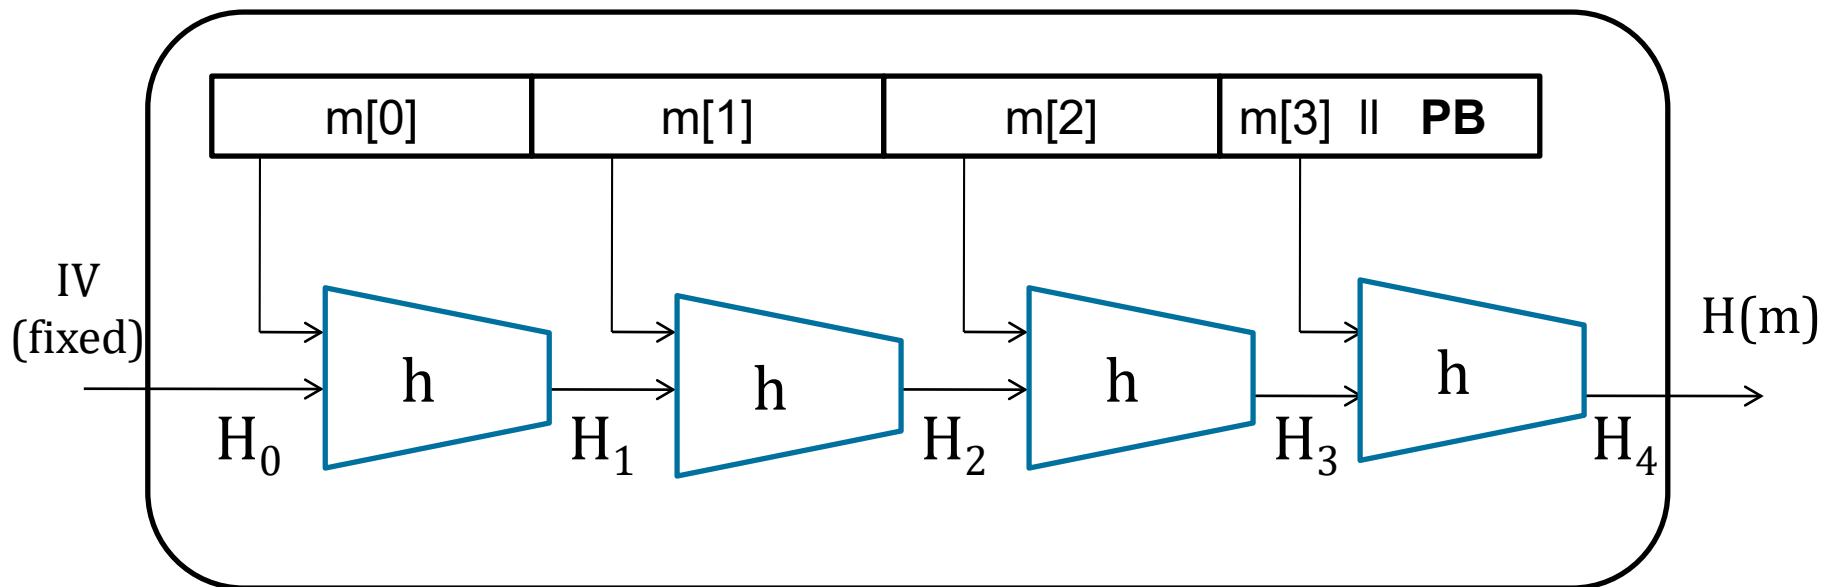 m[0] m[1] m[2] m[3] ll PB
IV
(fixed)
h h h h
H(m)
H₀ H₁ H₂ H₃ H₄